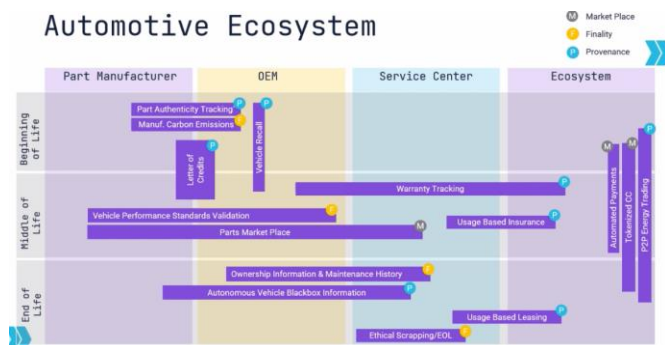 Automotive Ecosystem
M Market Place
F Finality
P Provenance
Part Manufacturer
OEM
Service Center
Ecosystem
Beginning
of Life
Part Authenticity Tracking P
Manuf. Carbon Emissions F
Letter of
Credits
P
Vehicle Recall
P
Middle of
Life
Warranty Tracking P
Vehicle Performance Standards Validation F
Usage Based Insurance P
Parts Market Place M
Automated Payments
M
Tokenized CC
M
P2P Energy Trading
P
End of
Life
Ownership Information & Maintenance History F
Autonomous Vehicle Blackbox Information P
Usage Based Leasing P
Ethical Scrapping/EOL F